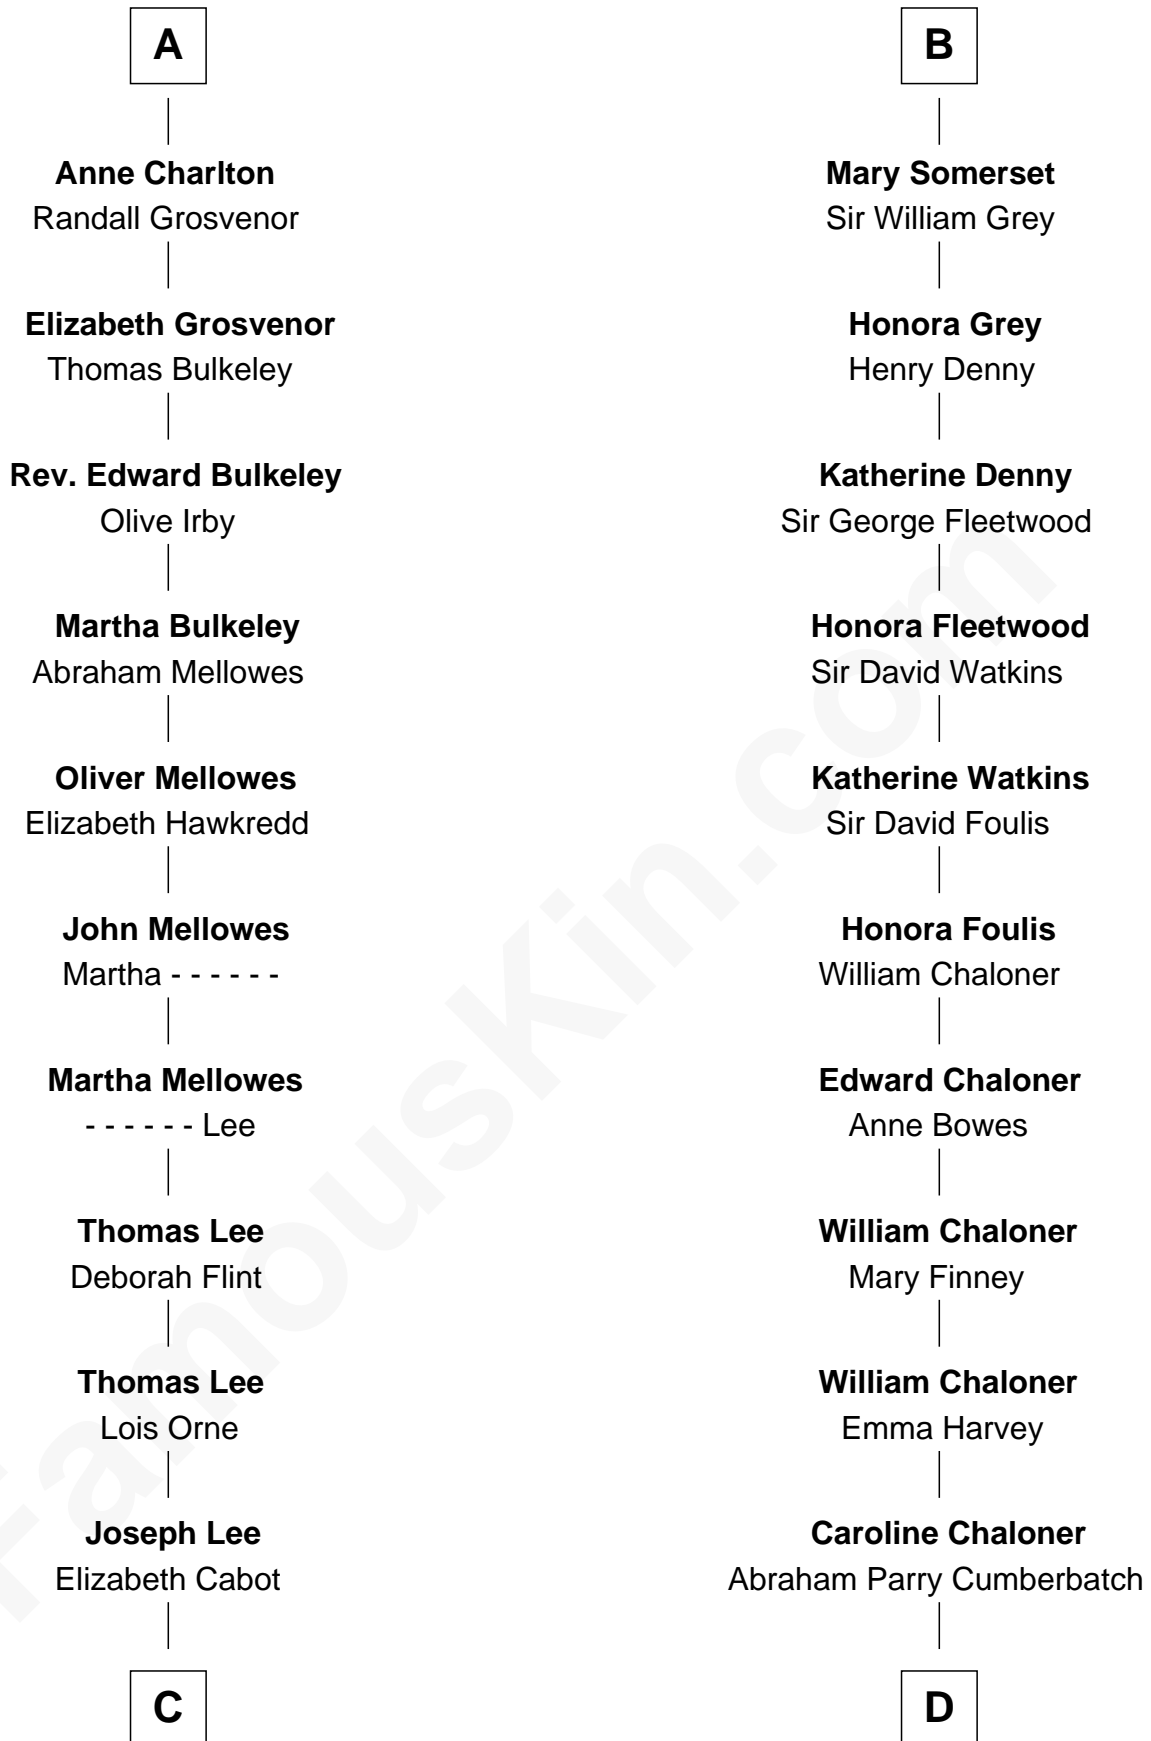 A
Anne Charlton
Randall Grosvenor
Elizabeth Grosvenor
Thomas Bulkeley
Rev. Edward Bulkeley
Olive Irby
Martha Bulkeley
Abraham Mellowes
Oliver Mellowes
Elizabeth Hawkredd
John Mellowes
Martha - - - - - -
Martha Mellowes
- - - - - - Lee
Thomas Lee
Deborah Flint
Thomas Lee
Lois Orne
Joseph Lee
Elizabeth Cabot
C
B
Mary Somerset
Sir William Grey
Honora Grey
Henry Denny
Katherine Denny
Sir George Fleetwood
Honora Fleetwood
Sir David Watkins
Katherine Watkins
Sir David Foulis
Honora Foulis
William Chaloner
Edward Chaloner
Anne Bowes
William Chaloner
Mary Finney
William Chaloner
Emma Harvey
Caroline Chaloner
Abraham Parry Cumberbatch
D
FamousKin.com